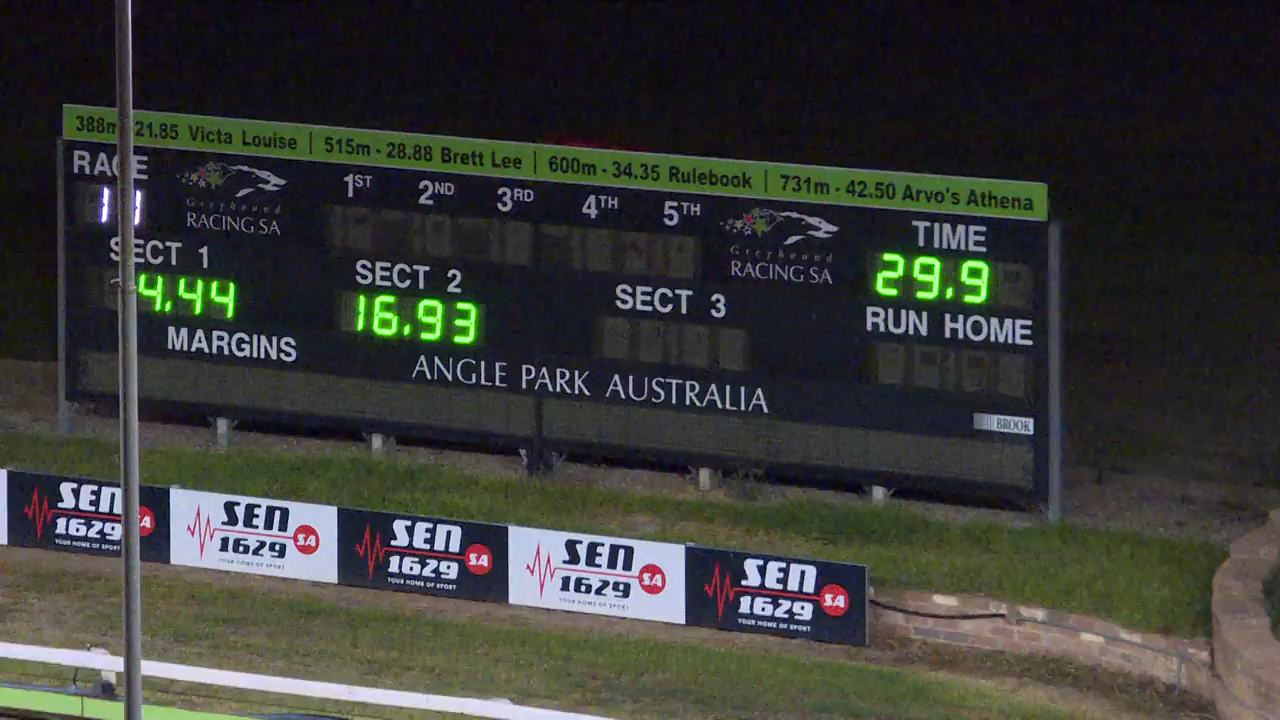 388m 21.85 Victa Louise | 515m - 28.88 Brett Lee | 600m - 34.35 Rulebook | 731m - 42.50 Arvo's Athena
RACE
Greyhound
RACING SA
1ST 2ND 3RD 4TH 5TH
Greyhound
RACING SA
TIME
29.9
SECT 1
4.44
SECT 2
16.93
SECT 3
RUN HOME
MARGINS
ANGLE PARK AUSTRALIA
BROOK
SEN
1629 SA
YOUR HOME OF SPORT
SEN
1629 SA
YOUR HOME OF SPORT
SEN
1629 SA
YOUR HOME OF SPORT
SEN
1629 SA
YOUR HOME OF SPORT
SEN
1629 SA
YOUR HOME OF SPORT